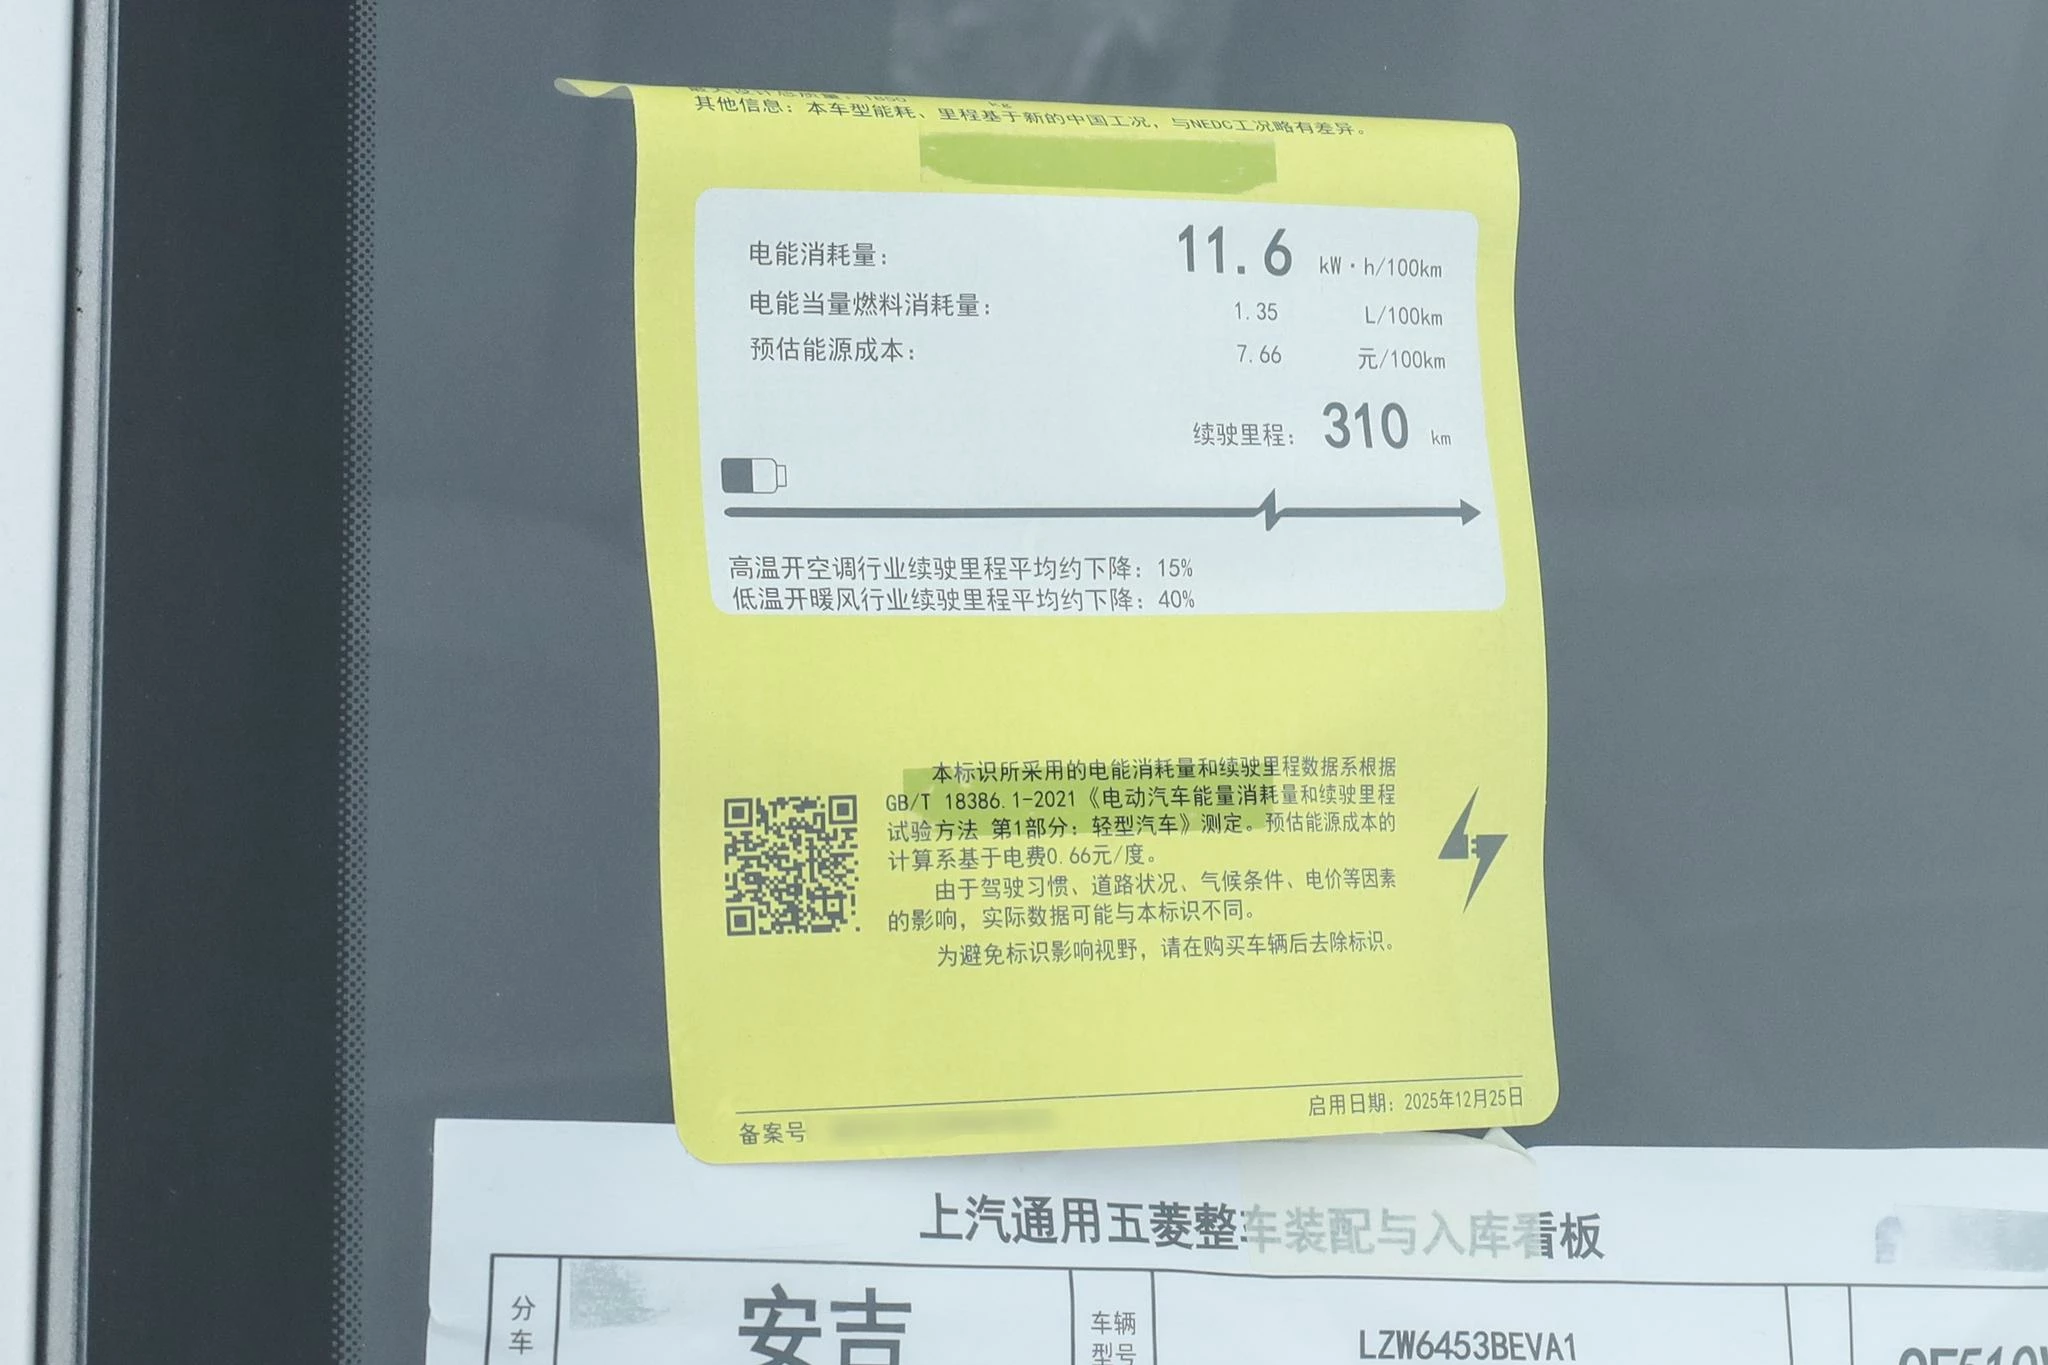 最大设计总质量：1850 kg
其他信息：本车型能耗、里程基于新的中国工况，与NEDC工况略有差异。
电能消耗量： 11.6 kW·h/100km
电能当量燃料消耗量： 1.35 L/100km
预估能源成本： 7.66 元/100km
续驶里程： 310 km
高温开空调行业续驶里程平均约下降：15%
低温开暖风行业续驶里程平均约下降：40%
本标识所采用的电能消耗量和续驶里程数据系根据
GB/T 18386.1-2021《电动汽车能量消耗量和续驶里程
试验方法 第1部分：轻型汽车》测定。预估能源成本的
计算系基于电费0.66元/度。
由于驾驶习惯、道路状况、气候条件、电价等因素
的影响，实际数据可能与本标识不同。
为避免标识影响视野，请在购买车辆后去除标识。
备案号
启用日期：2025年12月25日
上汽通用五菱整车装配与入库看板
分车
安吉
车辆
型号
LZW6453BEVA1